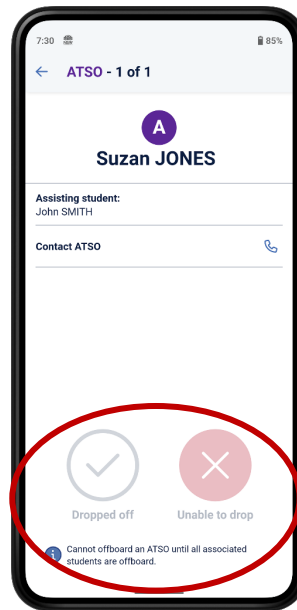 7:30 85%
ATSO - 1 of 1
A
Suzan JONES
Assisting student:
John SMITH
Contact ATSO
Dropped off Unable to drop
Cannot offboard an ATSO until all associated
students are offboard.